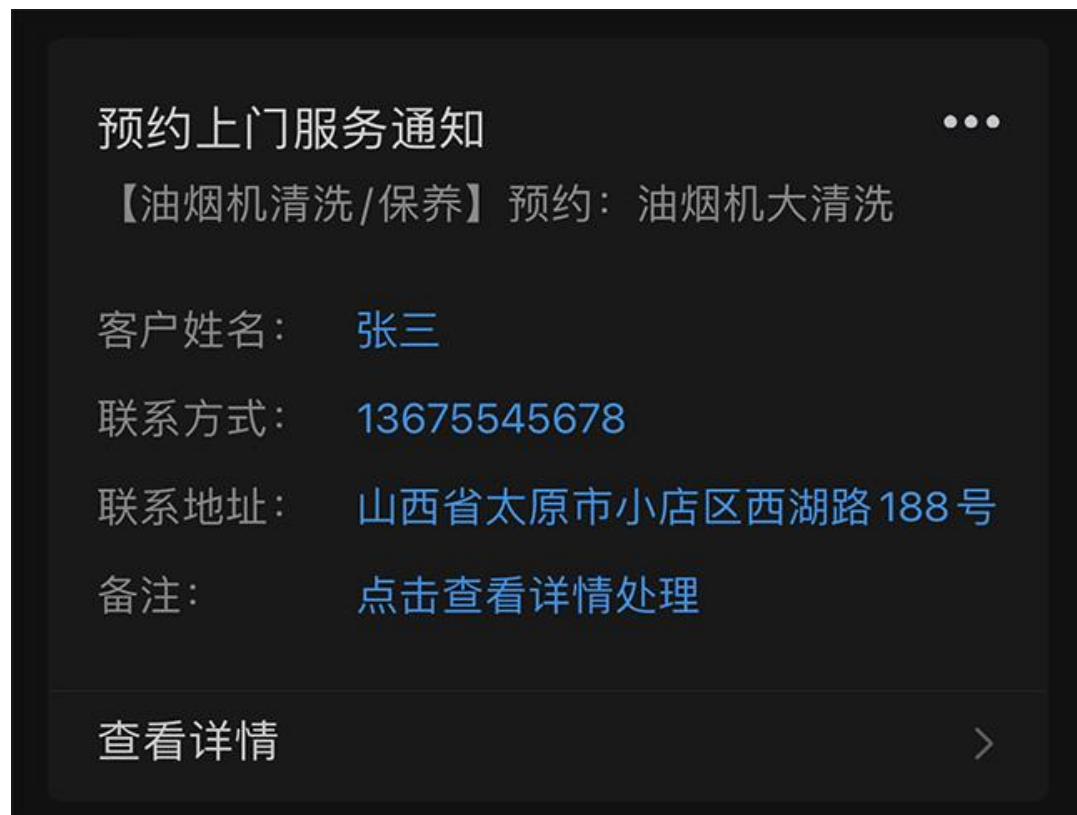 预约上门服务通知
【油烟机清洗/保养】预约：油烟机大清洗
客户姓名： 张三
联系方式： 13675545678
联系地址： 山西省太原市小店区西湖路188号
备注： 点击查看详情处理
查看详情